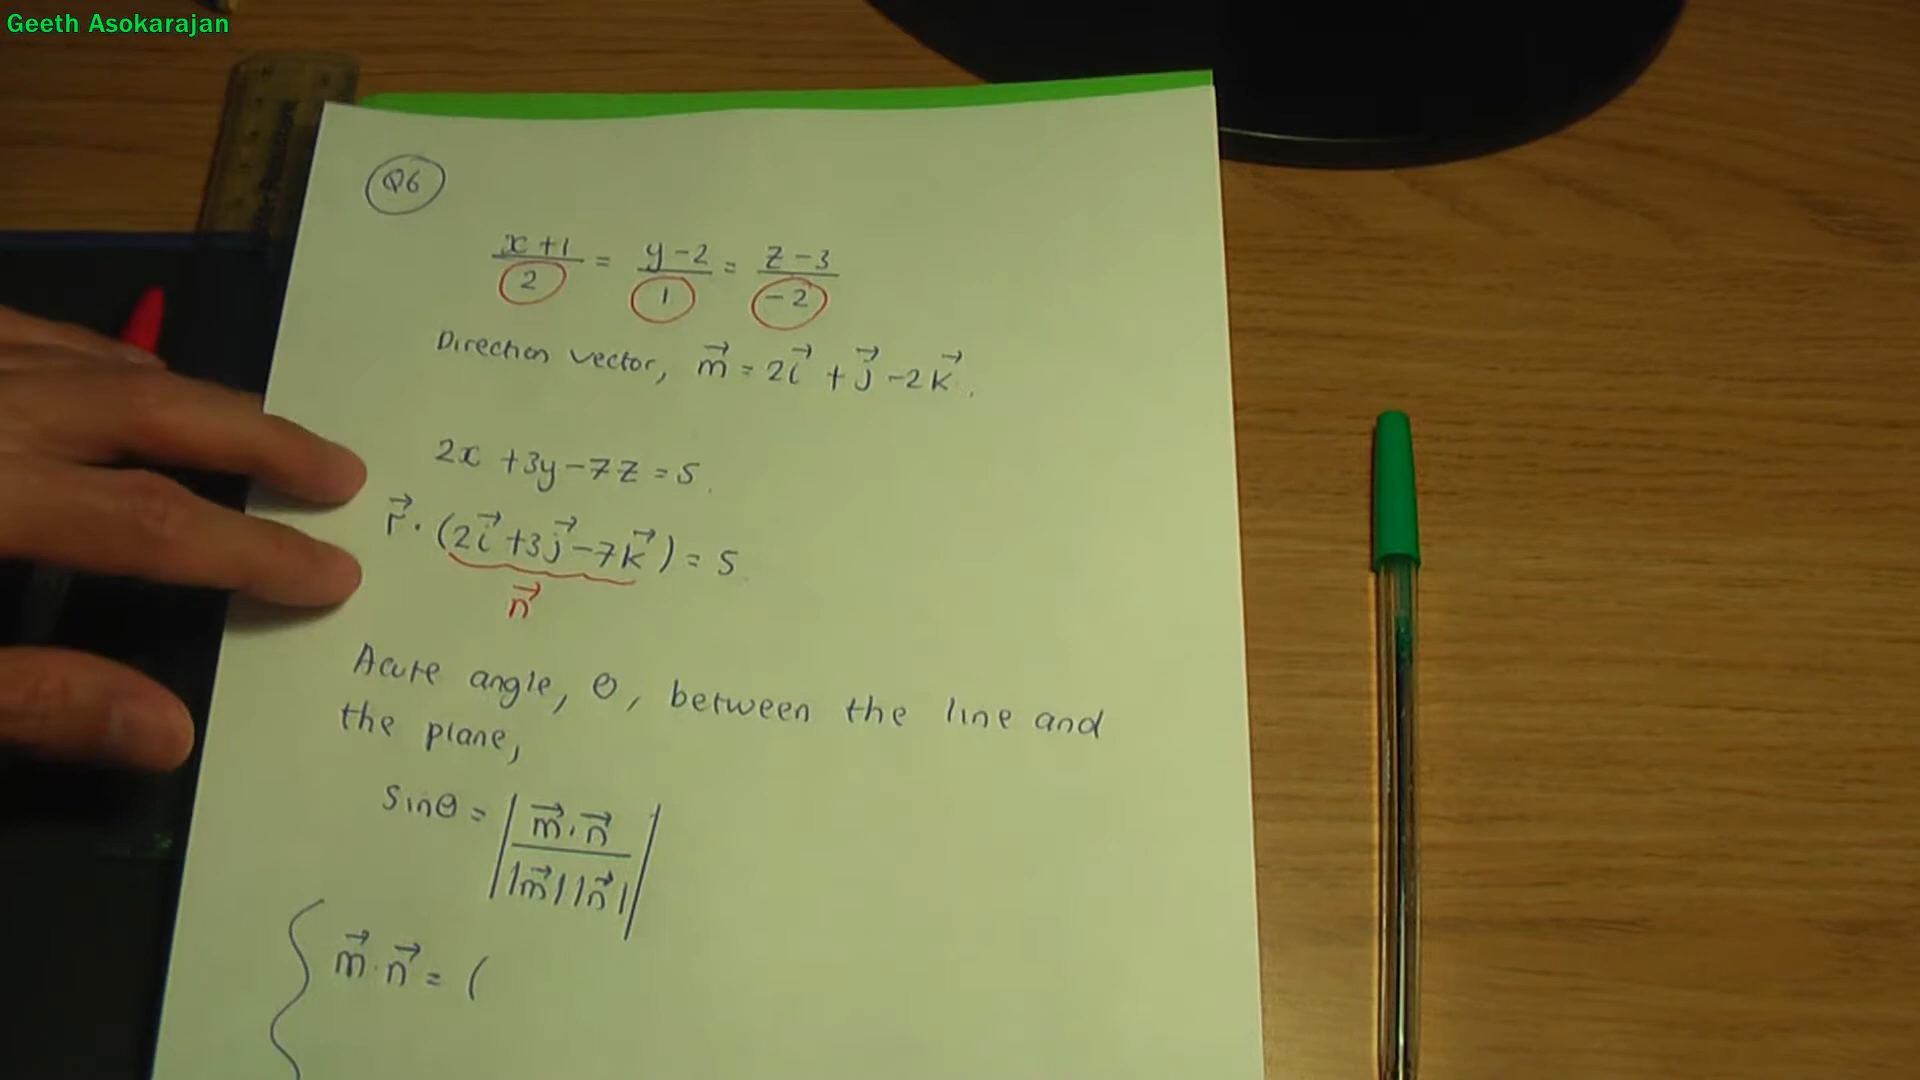 Geeth Asokarajan
Q6
x+1/2 = y-2/1 = z-3/-2
Direction vector, m⃗ = 2i⃗ + j⃗ - 2k⃗.
2x + 3y - 7z = 5.
r⃗ · (2i⃗ + 3j⃗ - 7k⃗) = 5
n⃗
Acute angle, θ, between the line and
the plane,
sinθ = | m⃗ · n⃗ / |m⃗| |n⃗| |
m⃗ · n⃗ = (